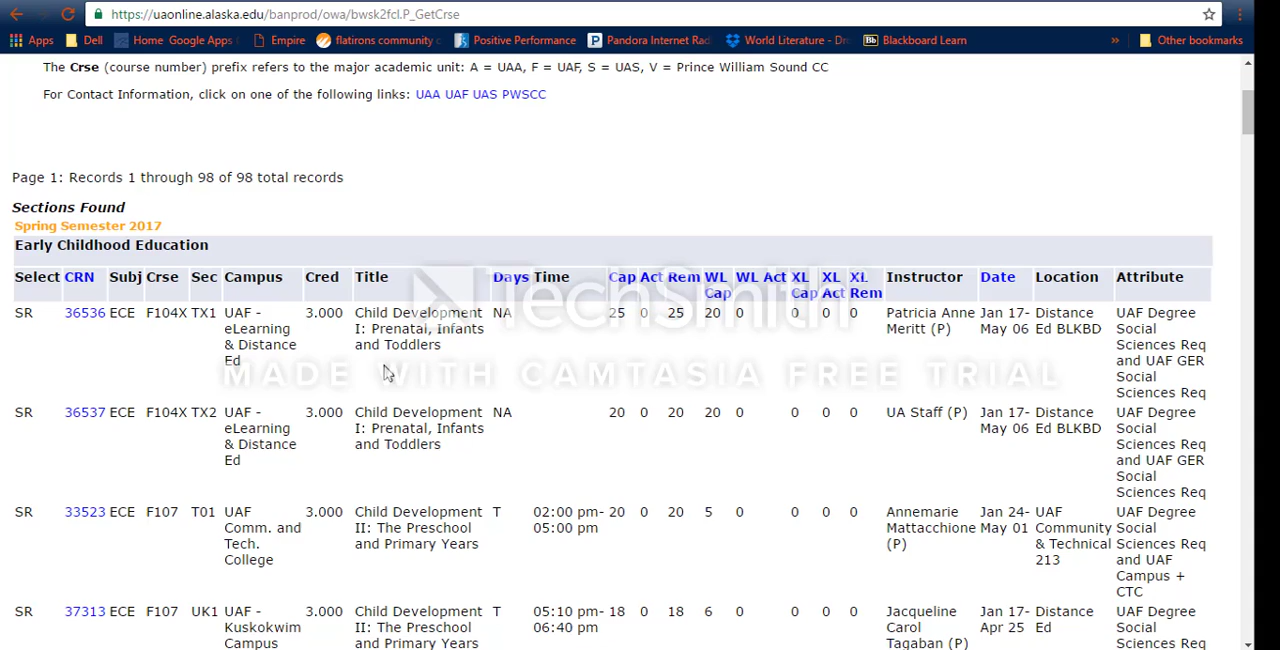 https://uaonline.alaska.edu/banprod/owa/bwsk2fcl.P_GetCrse
Apps Dell Home Google Apps Empire flatirons community c Positive Performance Pandora Internet Rad World Literature - Dro Blackboard Learn » Other bookmarks
The Crse (course number) prefix refers to the major academic unit: A = UAA, F = UAF, S = UAS, V = Prince William Sound CC
For Contact Information, click on one of the following links: UAA UAF UAS PWSCC
Page 1: Records 1 through 98 of 98 total records
Sections Found
Spring Semester 2017
Early Childhood Education
Select CRN Subj Crse Sec Campus Cred Title Days Time Cap Act Rem WL WL Act XL XL XL Instructor Date Location Attribute
Cap Cap Act Rem
SR 36536 ECE F104X TX1 UAF - 3.000 Child Development NA 25 0 25 20 0 0 0 0 Patricia Anne Jan 17- Distance UAF Degree
eLearning I: Prenatal, Infants Meritt (P) May 06 Ed BLKBD Social
& Distance and Toddlers Sciences Req
Ed and UAF GER
Social
Sciences Req
TechSmith
MADE WITH CAMTASIA FREE TRIAL
SR 36537 ECE F104X TX2 UAF - 3.000 Child Development NA 20 0 20 20 0 0 0 0 UA Staff (P) Jan 17- Distance UAF Degree
eLearning I: Prenatal, Infants May 06 Ed BLKBD Social
& Distance and Toddlers Sciences Req
Ed and UAF GER
Social
Sciences Req
SR 33523 ECE F107 T01 UAF 3.000 Child Development T 02:00 pm- 20 0 20 5 0 0 0 0 Annemarie Jan 24- UAF UAF Degree
Comm. and II: The Preschool 05:00 pm Mattacchione May 01 Community Social
Tech. and Primary Years (P) & Technical Sciences Req
College 213 and UAF
Campus +
CTC
SR 37313 ECE F107 UK1 UAF - 3.000 Child Development T 05:10 pm- 18 0 18 6 0 0 0 0 Jacqueline Jan 17- Distance UAF Degree
Kuskokwim II: The Preschool 06:40 pm Carol Apr 25 Ed Social
Campus and Primary Years Tagaban (P) Sciences Req